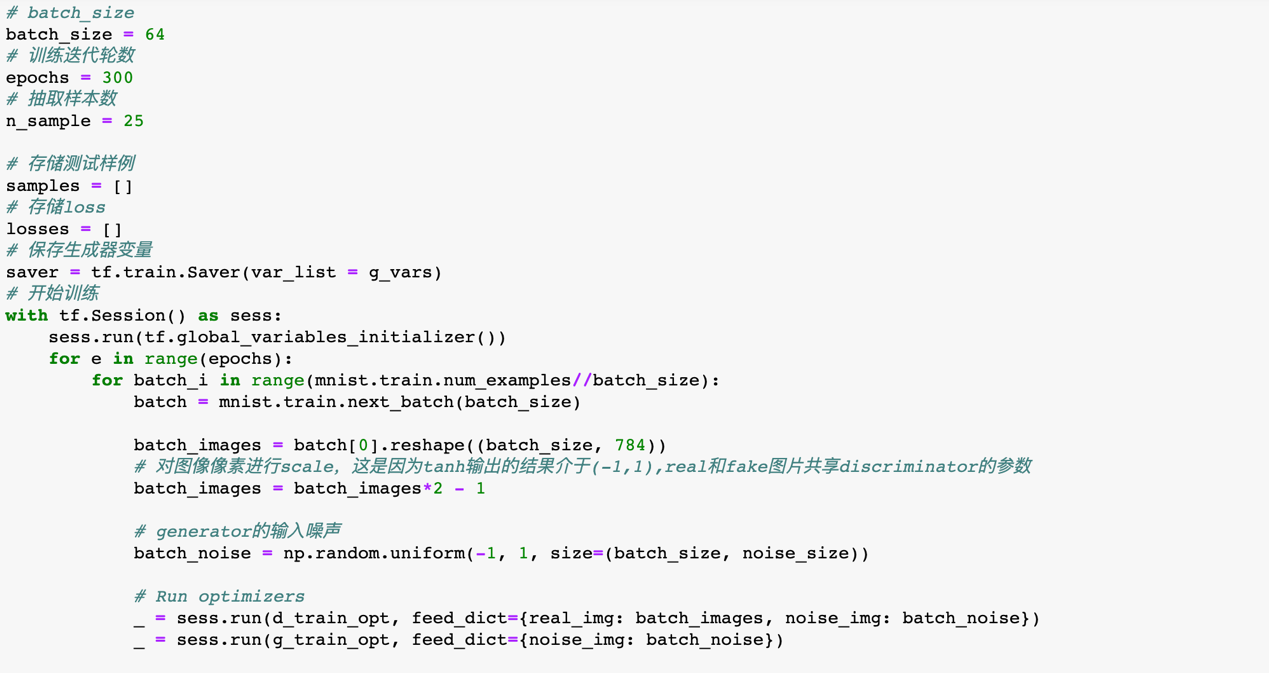 # batch_size
batch_size = 64
# 训练迭代轮数
epochs = 300
# 抽取样本数
n_sample = 25
# 存储测试样例
samples = []
# 存储loss
losses = []
# 保存生成器变量
saver = tf.train.Saver(var_list = g_vars)
# 开始训练
with tf.Session() as sess:
    sess.run(tf.global_variables_initializer())
    for e in range(epochs):
        for batch_i in range(mnist.train.num_examples//batch_size):
            batch = mnist.train.next_batch(batch_size)
            batch_images = batch[0].reshape((batch_size, 784))
            # 对图像像素进行scale，这是因为tanh输出的结果介于(-1,1),real和fake图片共享discriminator的参数
            batch_images = batch_images*2 - 1
            # generator的输入噪声
            batch_noise = np.random.uniform(-1, 1, size=(batch_size, noise_size))
            # Run optimizers
            _ = sess.run(d_train_opt, feed_dict={real_img: batch_images, noise_img: batch_noise})
            _ = sess.run(g_train_opt, feed_dict={noise_img: batch_noise})